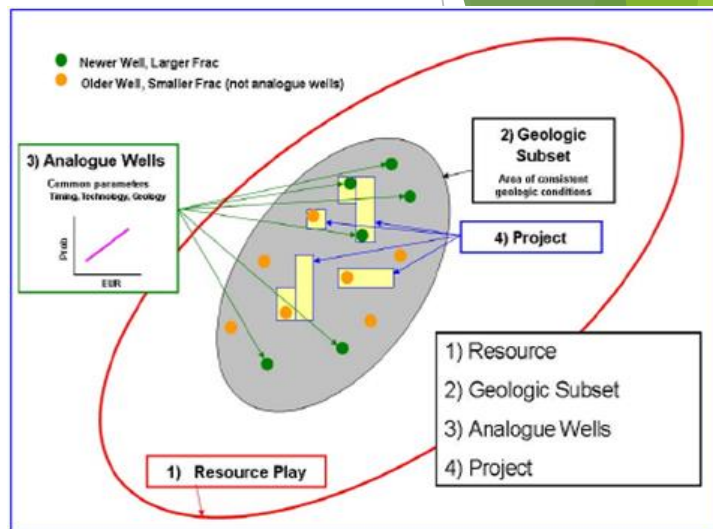 Newer Well, Larger Frac
Older Well, Smaller Frac (not analogue wells)
3) Analogue Wells
Common parameters
Timing, Technology, Geology
Prob
EUR
2) Geologic
Subset
Area of consistent
geologic conditions
4) Project
1) Resource
2) Geologic Subset
3) Analogue Wells
4) Project
1) Resource Play